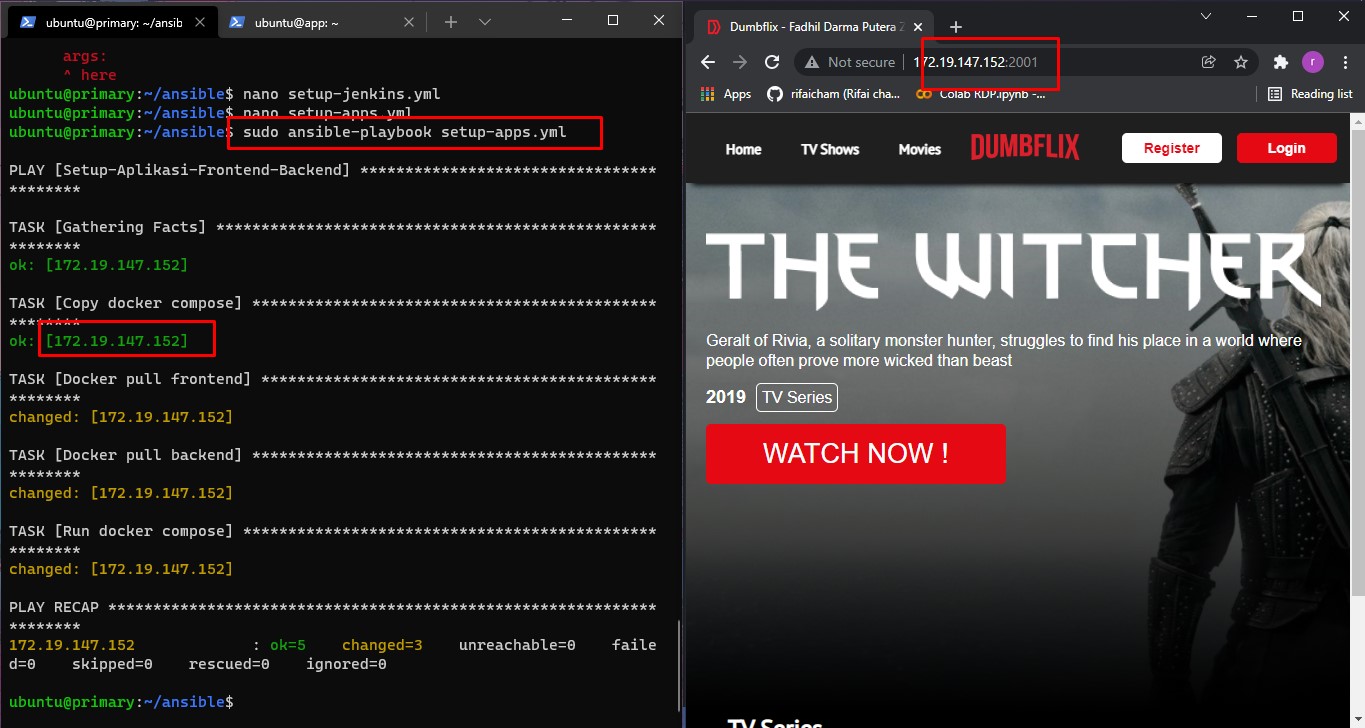 ubuntu@primary: ~/ansib
ubuntu@app: ~
args:
^ here
ubuntu@primary:~/ansible$ nano setup-jenkins.yml
ubuntu@primary:~/ansible$ nano setup-apps.yml
ubuntu@primary:~/ansible$ sudo ansible-playbook setup-apps.yml
PLAY [Setup-Aplikasi-Frontend-Backend] *********************************
********
TASK [Gathering Facts] *************************************************
********
ok: [172.19.147.152]
TASK [Copy docker compose] *********************************************
********
ok: [172.19.147.152]
TASK [Docker pull frontend] ********************************************
********
changed: [172.19.147.152]
TASK [Docker pull backend] *********************************************
********
changed: [172.19.147.152]
TASK [Run docker compose] **********************************************
********
changed: [172.19.147.152]
PLAY RECAP *************************************************************
********
172.19.147.152             : ok=5    changed=3    unreachable=0    faile
d=0    skipped=0    rescued=0    ignored=0
ubuntu@primary:~/ansible$
Dumbflix - Fadhil Darma Putera Z
Not secure 172.19.147.152:2001
r
Apps
rifaicham (Rifai cha...
Colab RDP.ipynb -...
Reading list
Home
TV Shows
Movies
DUMBFLIX
Register
Login
THE WITCHER
Geralt of Rivia, a solitary monster hunter, struggles to find his place in a world where
people often prove more wicked than beast
2019 TV Series
WATCH NOW !
TV Series